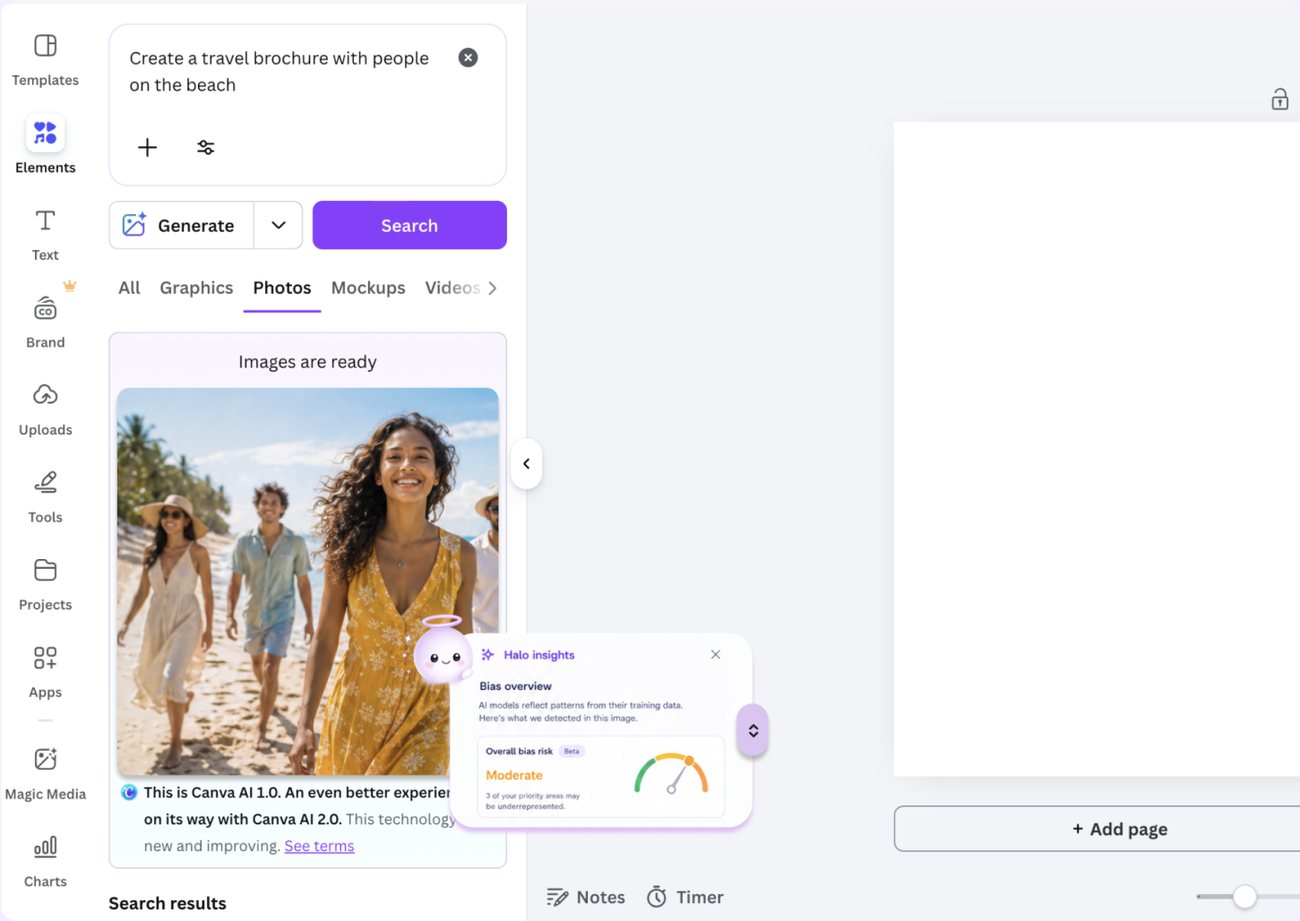 Templates
Elements
Text
Brand
CO
Uploads
Tools
Projects
Apps
Magic Media
Charts
Create a travel brochure with people
on the beach
Generate
Search
All
Graphics
Photos
Mockups
Videos
Images are ready
C
This is Canva AI 1.0. An even better experien
on its way with Canva AI 2.0. This technology
new and improving. See terms
Search results
Halo insights
Bias overview
AI models reflect patterns from their training data.
Here's what we detected in this image.
Overall bias risk
Beta
Moderate
3 of your priority areas may
be underrepresented.
+ Add page
Notes
Timer